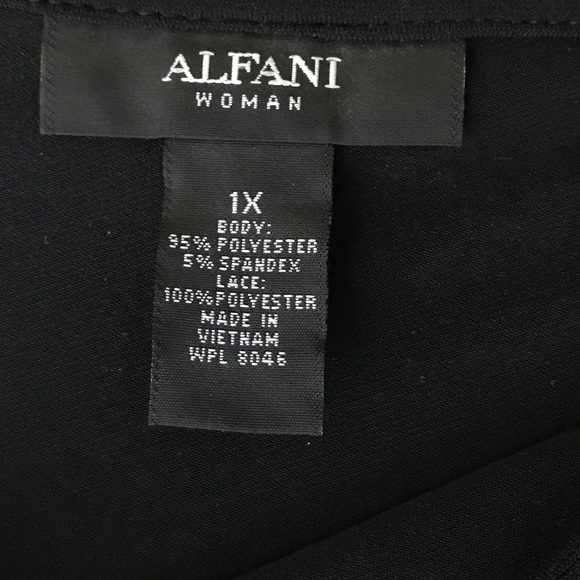 ALFANI
WOMAN
1X
BODY:
95% POLYESTER
5% SPANDEX
LACE:
100%POLYESTER
MADE IN
VIETNAM
WPL 8046